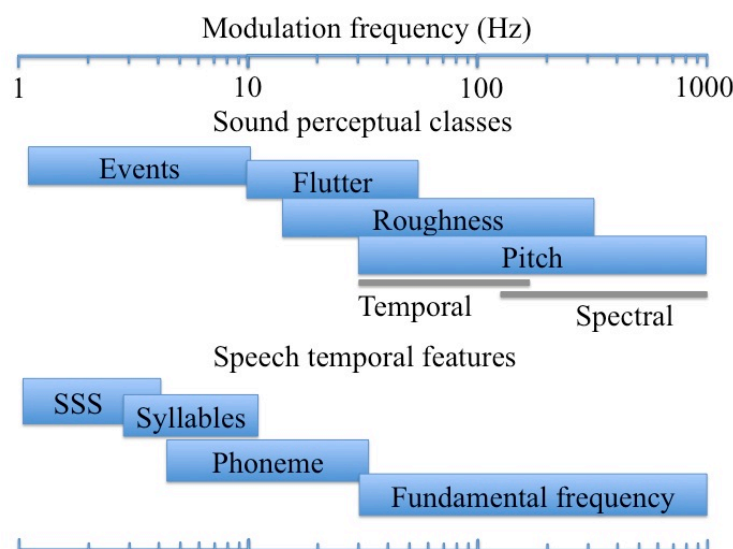 Modulation frequency (Hz)
1 10 100 1000
Sound perceptual classes
Events
Flutter
Roughness
Pitch
Temporal
Spectral
Speech temporal features
SSS
Syllables
Phoneme
Fundamental frequency